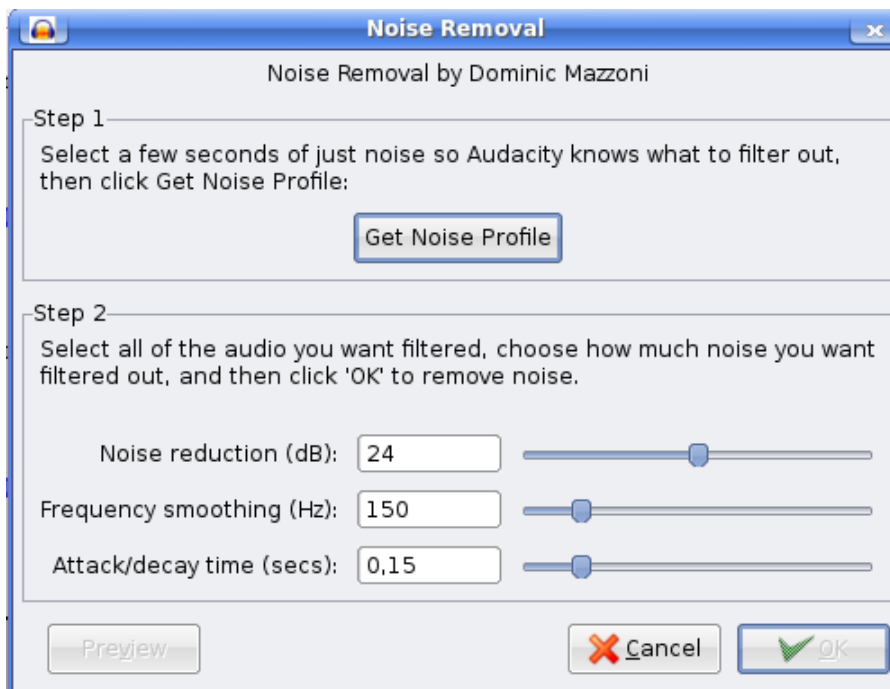 Noise Removal
Noise Removal by Dominic Mazzoni
Step 1
Select a few seconds of just noise so Audacity knows what to filter out,
then click Get Noise Profile:
Get Noise Profile
Step 2
Select all of the audio you want filtered, choose how much noise you want
filtered out, and then click 'OK' to remove noise.
Noise reduction (dB): 24
Frequency smoothing (Hz): 150
Attack/decay time (secs): 0,15
Preview Cancel OK